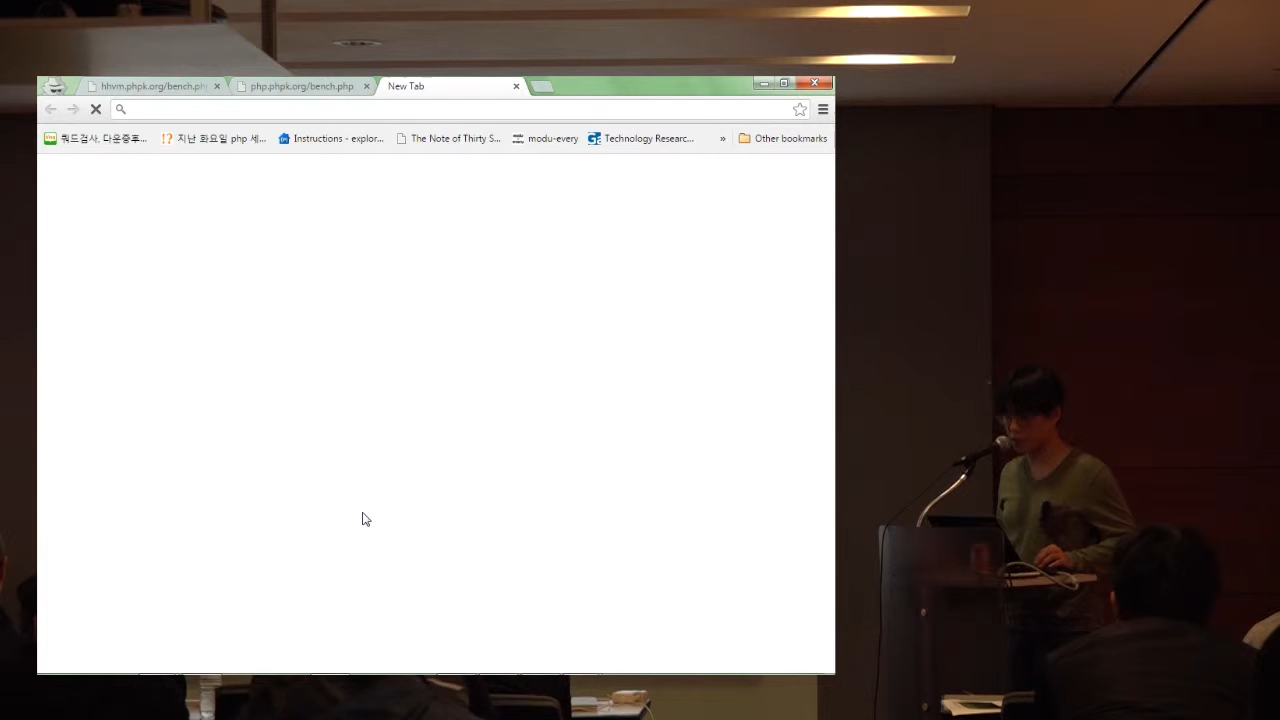 hhvm.phpk.org/bench.ph
php.phpk.org/bench.php
New Tab
쿼드검사, 다운증후...
지난 화요일 php 세...
Instructions - explor...
The Note of Thirty S...
modu-every
Technology Researc...
»
Other bookmarks